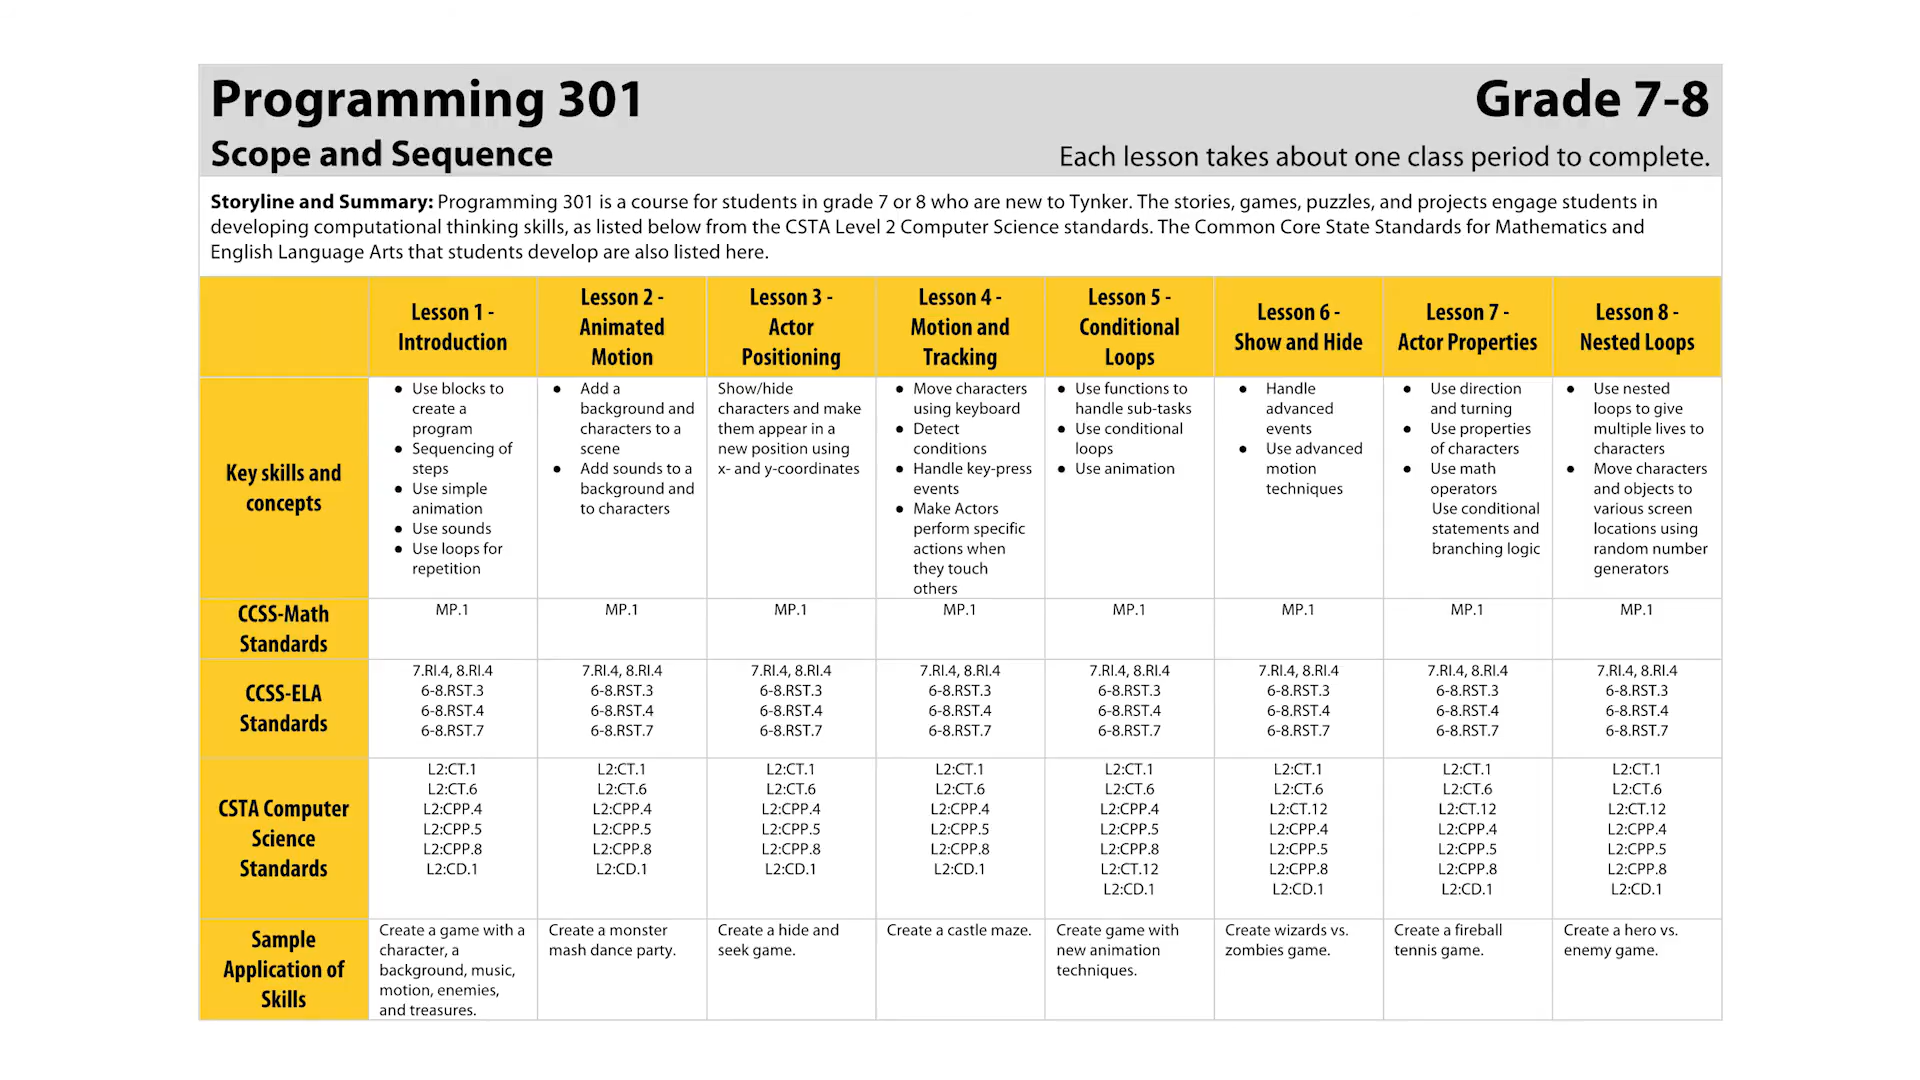 Programming 301
Grade 7-8
Scope and Sequence
Each lesson takes about one class period to complete.
Storyline and Summary: Programming 301 is a course for students in grade 7 or 8 who are new to Tynker. The stories, games, puzzles, and projects engage students in
developing computational thinking skills, as listed below from the CSTA Level 2 Computer Science standards. The Common Core State Standards for Mathematics and
English Language Arts that students develop are also listed here.
Lesson 1 -
Introduction
Lesson 2 -
Animated
Motion
Lesson 3 -
Actor
Positioning
Lesson 4 -
Motion and
Tracking
Lesson 5 -
Conditional
Loops
Lesson 6 -
Show and Hide
Lesson 7 -
Actor Properties
Lesson 8 -
Nested Loops
Key skills and
concepts
● Use blocks to
create a
program
● Sequencing of
steps
● Use simple
animation
● Use sounds
● Use loops for
repetition
● Add a
background and
characters to a
scene
● Add sounds to a
background and
to characters
Show/hide
characters and make
them appear in a
new position using
x- and y-coordinates
● Move characters
using keyboard
● Detect
conditions
● Handle key-press
events
● Make Actors
perform specific
actions when
they touch
others
● Use functions to
handle sub-tasks
● Use conditional
loops
● Use animation
● Handle
advanced
events
● Use advanced
motion
techniques
● Use direction
and turning
● Use properties
of characters
● Use math
operators
Use conditional
statements and
branching logic
● Use nested
loops to give
multiple lives to
characters
● Move characters
and objects to
various screen
locations using
random number
generators
CCSS-Math
Standards
MP.1
MP.1
MP.1
MP.1
MP.1
MP.1
MP.1
MP.1
CCSS-ELA
Standards
7.RI.4, 8.RI.4
6-8.RST.3
6-8.RST.4
6-8.RST.7
7.RI.4, 8.RI.4
6-8.RST.3
6-8.RST.4
6-8.RST.7
7.RI.4, 8.RI.4
6-8.RST.3
6-8.RST.4
6-8.RST.7
7.RI.4, 8.RI.4
6-8.RST.3
6-8.RST.4
6-8.RST.7
7.RI.4, 8.RI.4
6-8.RST.3
6-8.RST.4
6-8.RST.7
7.RI.4, 8.RI.4
6-8.RST.3
6-8.RST.4
6-8.RST.7
7.RI.4, 8.RI.4
6-8.RST.3
6-8.RST.4
6-8.RST.7
7.RI.4, 8.RI.4
6-8.RST.3
6-8.RST.4
6-8.RST.7
CSTA Computer
Science
Standards
L2:CT.1
L2:CT.6
L2:CPP.4
L2:CPP.5
L2:CPP.8
L2:CD.1
L2:CT.1
L2:CT.6
L2:CPP.4
L2:CPP.5
L2:CPP.8
L2:CD.1
L2:CT.1
L2:CT.6
L2:CPP.4
L2:CPP.5
L2:CPP.8
L2:CD.1
L2:CT.1
L2:CT.6
L2:CPP.4
L2:CPP.5
L2:CPP.8
L2:CD.1
L2:CT.1
L2:CT.6
L2:CPP.4
L2:CPP.5
L2:CPP.8
L2:CT.12
L2:CD.1
L2:CT.1
L2:CT.6
L2:CT.12
L2:CPP.4
L2:CPP.5
L2:CPP.8
L2:CD.1
L2:CT.1
L2:CT.6
L2:CT.12
L2:CPP.4
L2:CPP.5
L2:CPP.8
L2:CD.1
L2:CT.1
L2:CT.6
L2:CT.12
L2:CPP.4
L2:CPP.5
L2:CPP.8
L2:CD.1
Sample
Application of
Skills
Create a game with a
character, a
background, music,
motion, enemies,
and treasures.
Create a monster
mash dance party.
Create a hide and
seek game.
Create a castle maze.
Create game with
new animation
techniques.
Create wizards vs.
zombies game.
Create a fireball
tennis game.
Create a hero vs.
enemy game.